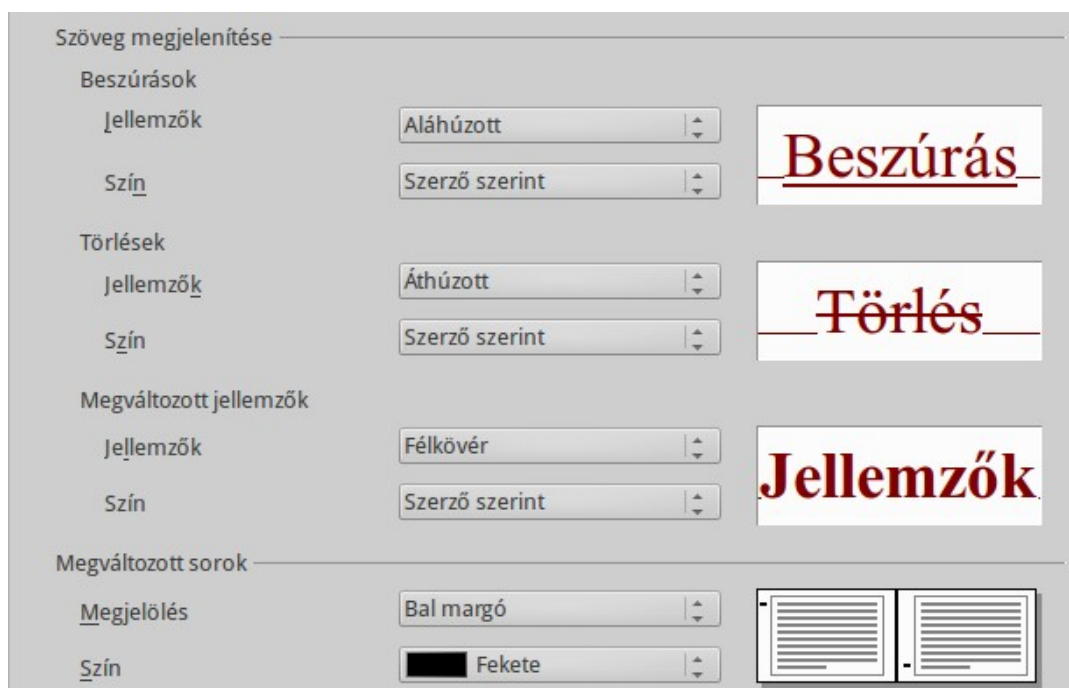 Szöveg megjelenítése
Beszúrások
Jellemzők Aláhúzott
Beszúrás
Szín Szerző szerint
Törlések
Jellemzők Áthúzott
Törlés
Szín Szerző szerint
Megváltozott jellemzők
Jellemzők Félkövér
Jellemzők
Szín Szerző szerint
Megváltozott sorok
Megjelölés Bal margó
Szín Fekete